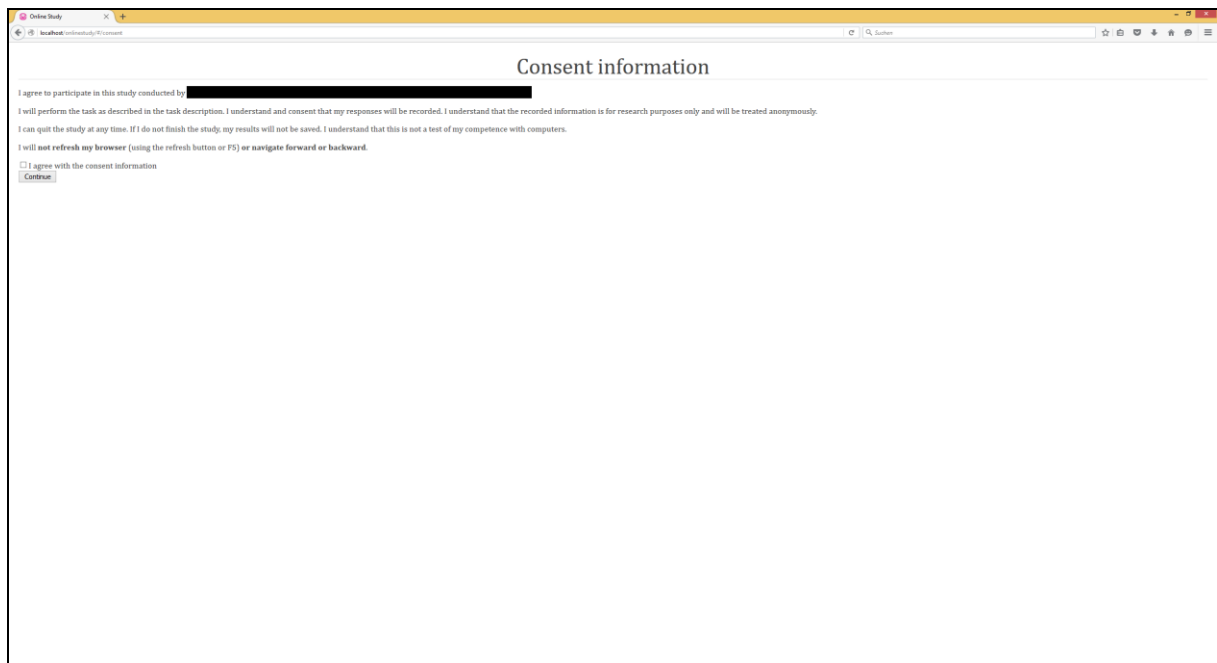 Online Study
localhost/onlinestudy/#/consent
Suchen
Consent information
I agree to participate in this study conducted by
I will perform the task as described in the task description. I understand and consent that my responses will be recorded. I understand that the recorded information is for research purposes only and will be treated anonymously.
I can quit the study at any time. If I do not finish the study, my results will not be saved. I understand that this is not a test of my competence with computers.
I will not refresh my browser (using the refresh button or F5) or navigate forward or backward.
I agree with the consent information
Continue